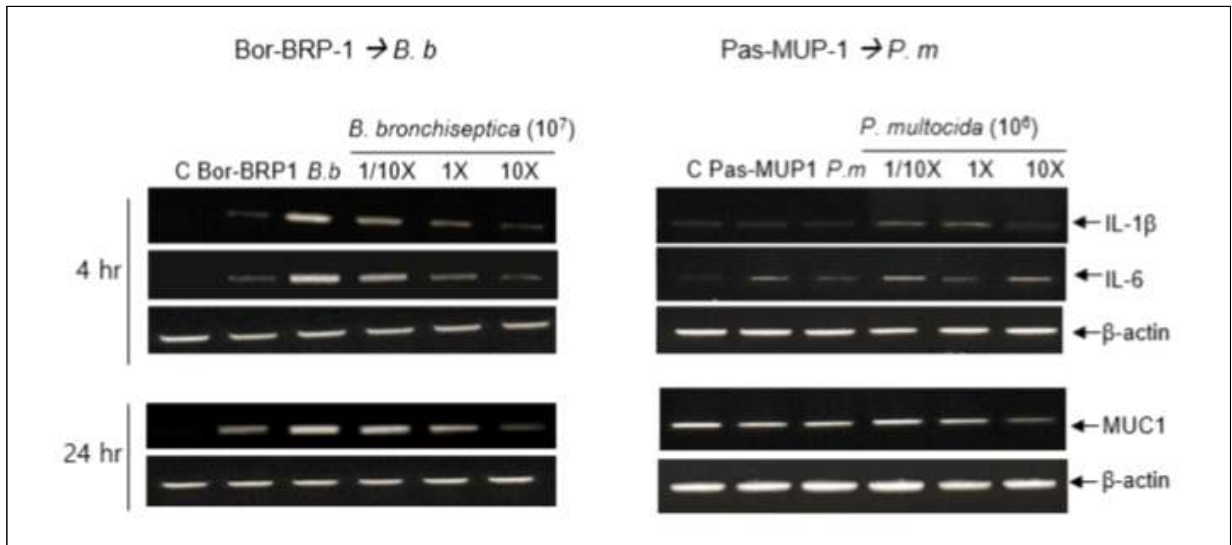 Bor-BRP-1 → B. b
Pas-MUP-1 → P. m
B. bronchiseptica (10⁷)
P. multocida (10⁶)
C Bor-BRP1 B.b 1/10X 1X 10X
C Pas-MUP1 P.m 1/10X 1X 10X
4 hr
←IL-1β
←IL-6
←β-actin
24 hr
←MUC1
←β-actin